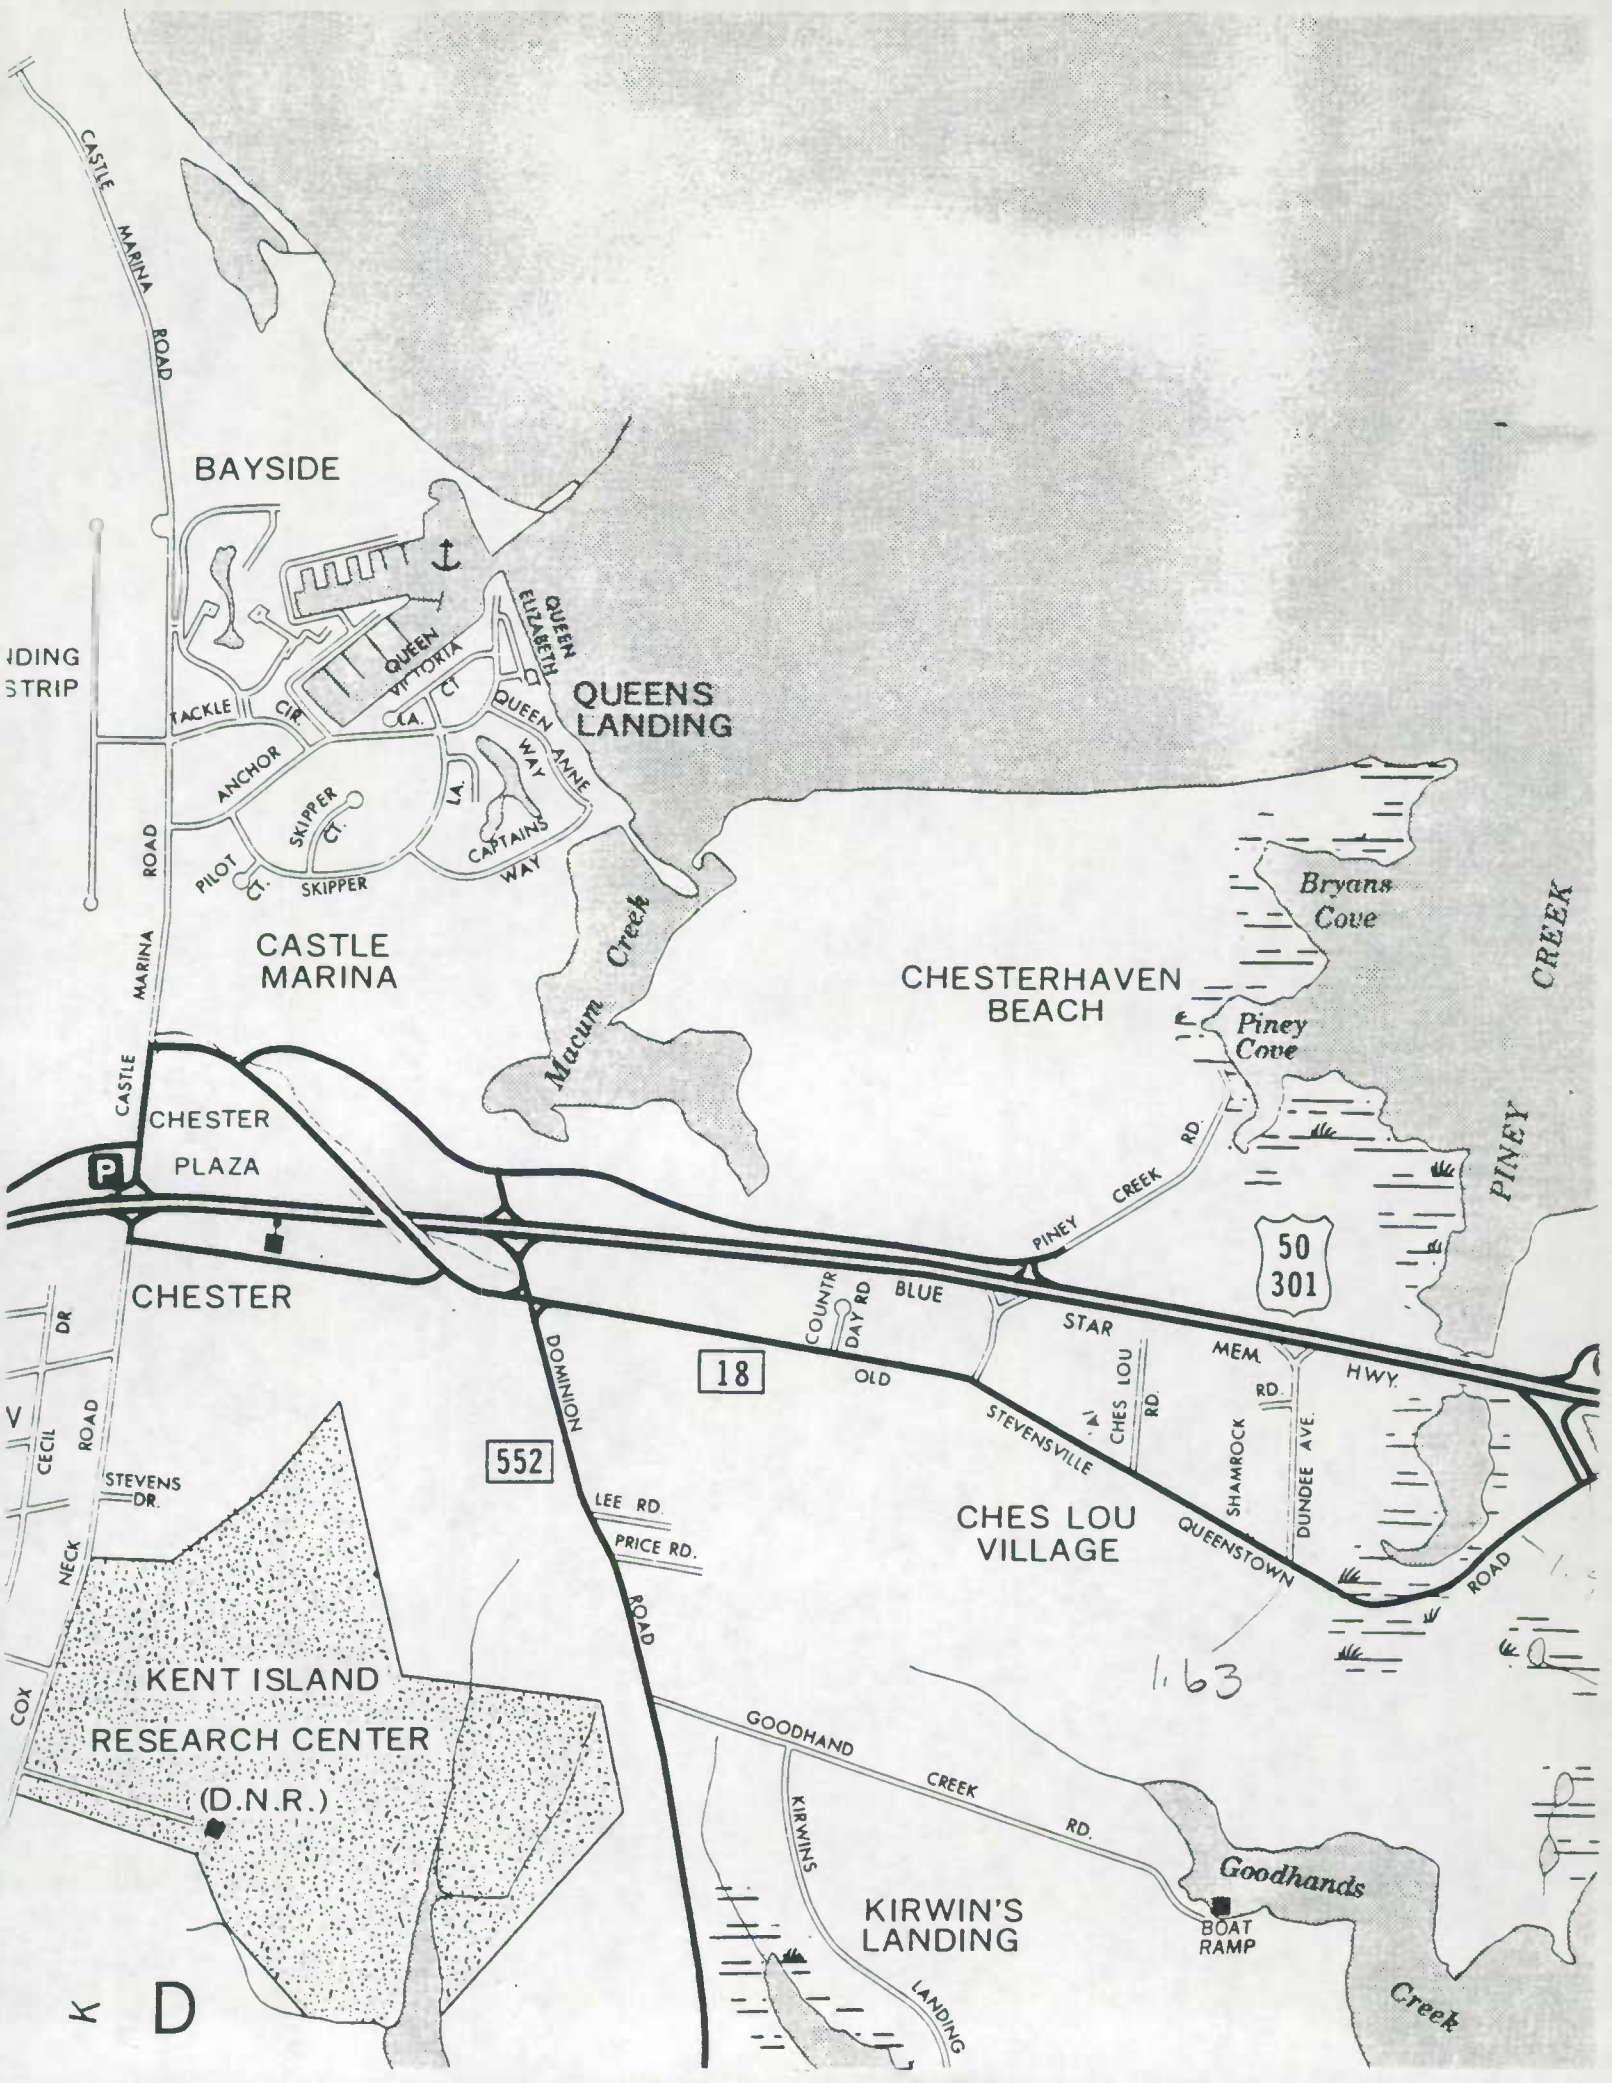 CASTLE
MARINA
ROAD
BAYSIDE
QUEEN
ELIZABETH
CT
NDING
STRIP
QUEEN
VICTORIA
CT
QUEENS
LANDING
TACKLE
CIR.
LA.
QUEEN
ANNE
WAY
ANCHOR
LA.
SKIPPER
CT.
CAPTAINS
WAY
PILOT
CT.
SKIPPER
ROAD
MARINA
CASTLE
CASTLE
MARINA
Macum
Creek
CHESTERHAVEN
BEACH
Bryans
Cove
Piney
Cove
PINEY
CREEK
CHESTER
PLAZA
P
PINEY
CREEK
RD.
50
301
CHESTER
COUNTR
DAY RD
BLUE
STAR
MEM.
HWY.
DR
CECIL
V
ROAD
NECK
COX
STEVENS
DR.
DOMINION
ROAD
18
552
OLD
STEVENSVILLE
QUEENSTOWN
ROAD
CHES LOU
RD.
SHAMROCK
RD.
DUNDEE AVE.
LEE RD.
PRICE RD.
CHES LOU
VILLAGE
1.63
KENT ISLAND
RESEARCH CENTER
(D.N.R.)
GOODHAND
CREEK
RD.
KIRWINS
LANDING
KIRWIN'S
LANDING
Goodhands
Creek
BOAT
RAMP
K
D